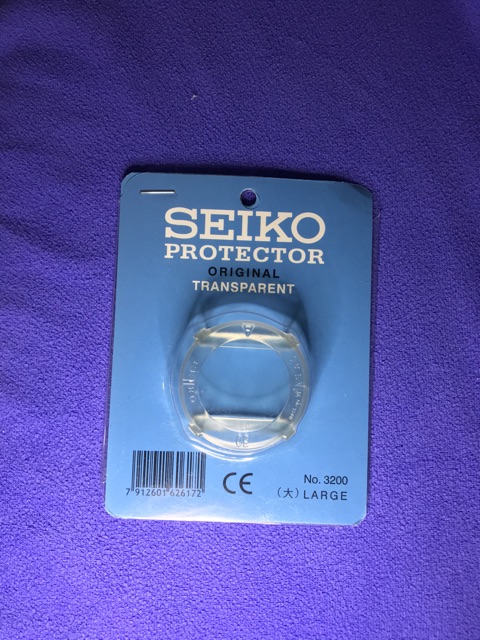 SEIKO
PROTECTOR
ORIGINAL
TRANSPARENT
7 912601 626172
CE
No. 3200
(大) LARGE